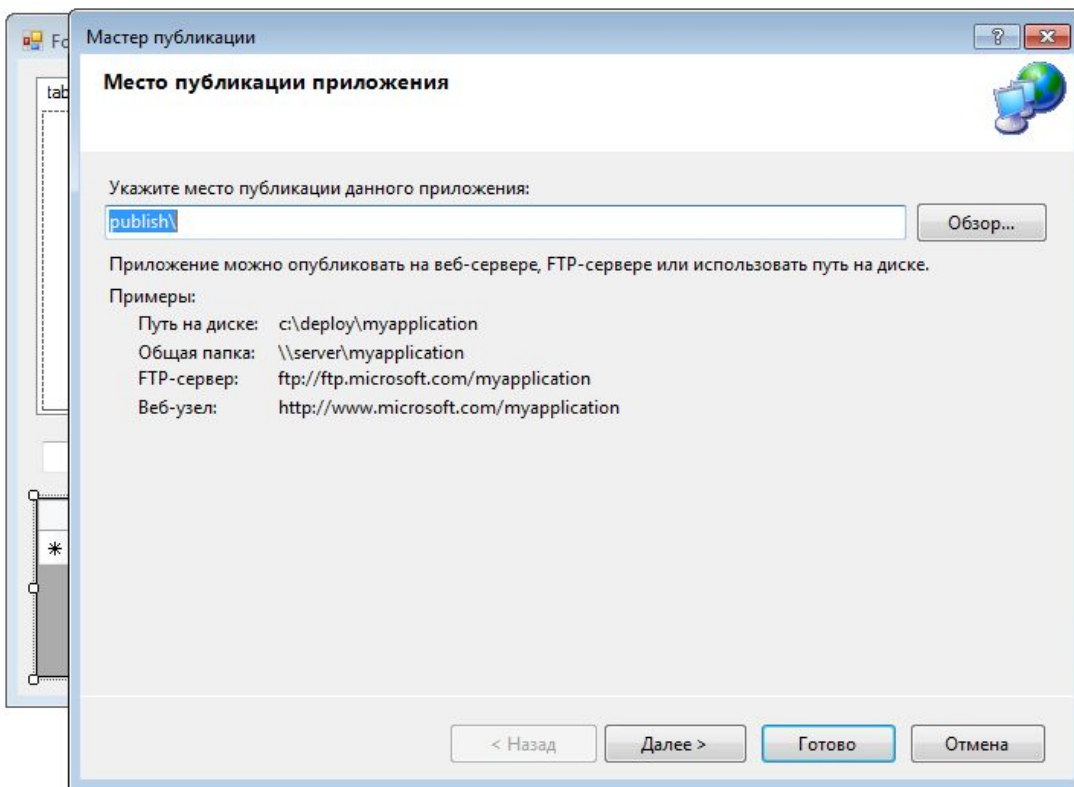 Fo
Мастер публикации
Место публикации приложения
tab
Укажите место публикации данного приложения:
publish\
Обзор...
Приложение можно опубликовать на веб-сервере, FTP-сервере или использовать путь на диске.
Примеры:
Путь на диске: c:\deploy\myapplication
Общая папка: \\server\myapplication
FTP-сервер: ftp://ftp.microsoft.com/myapplication
Веб-узел: http://www.microsoft.com/myapplication
< Назад Далее > Готово Отмена